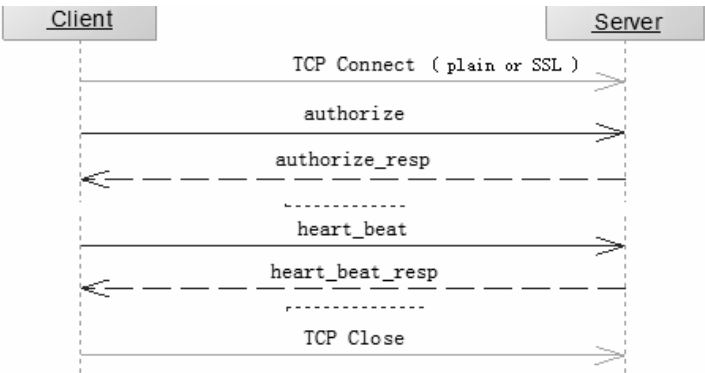 Client
Server
TCP Connect ( plain or SSL )
authorize
authorize_resp
heart_beat
heart_beat_resp
TCP Close